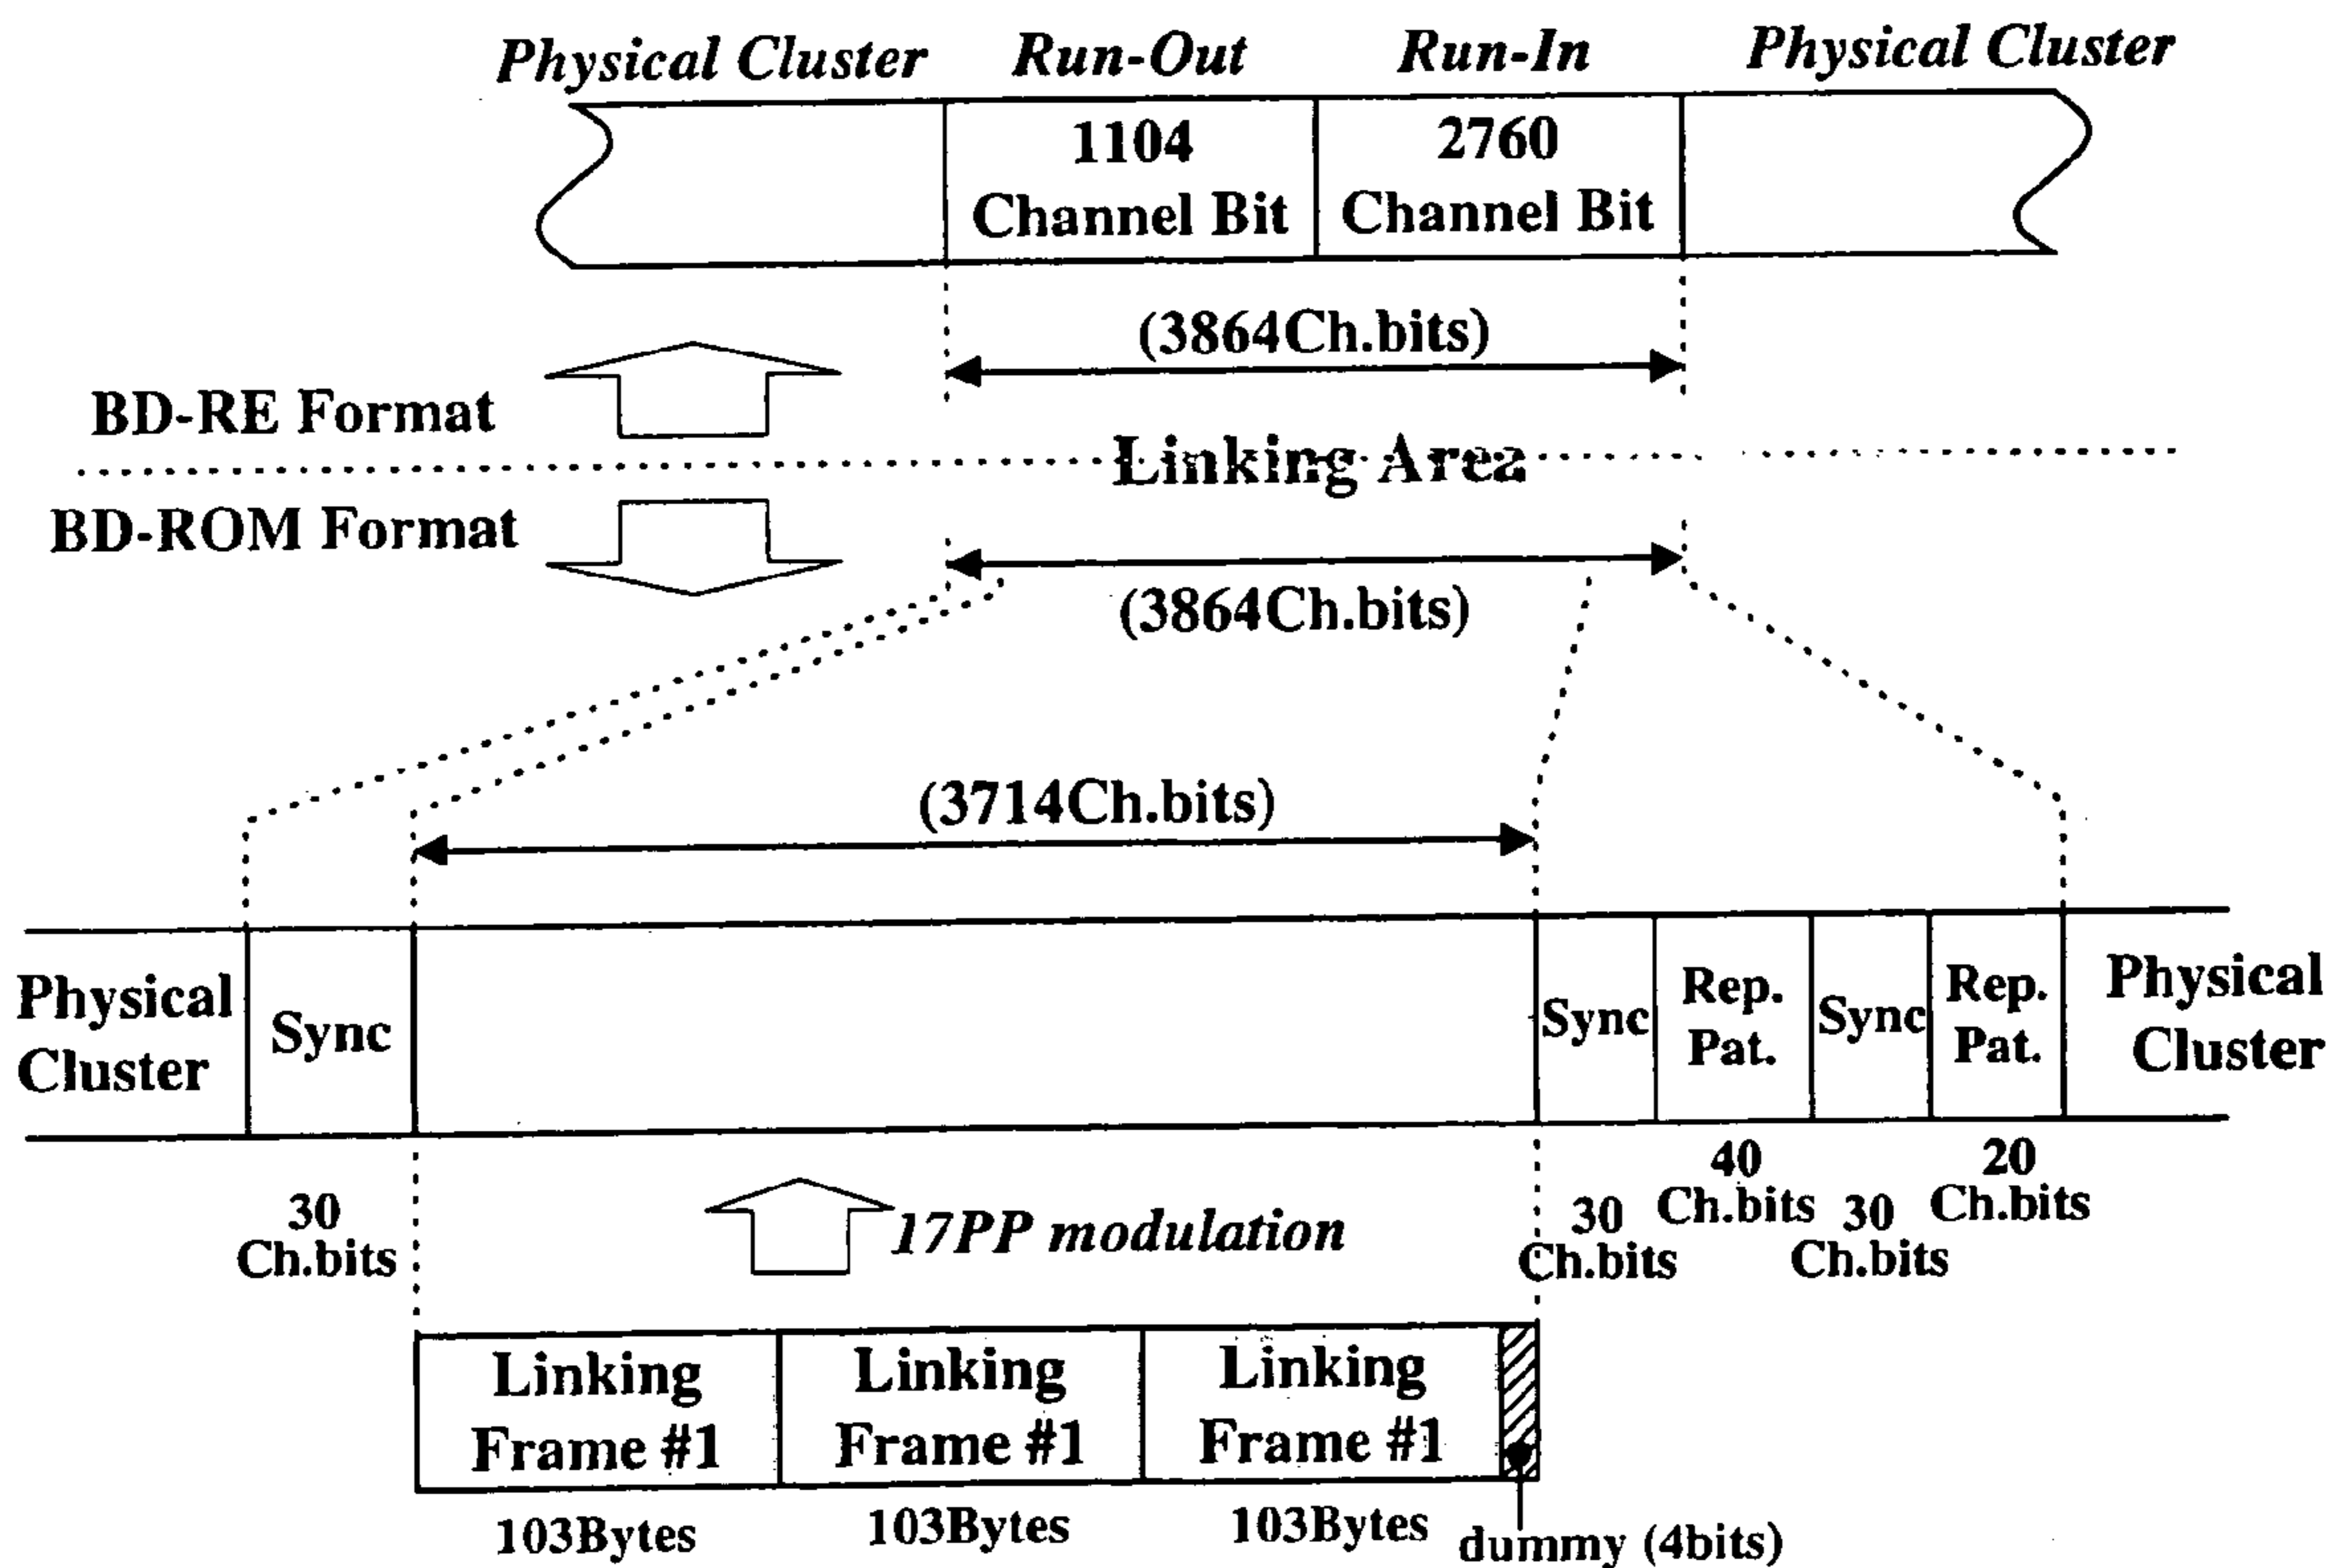 Physical Cluster Run-Out Run-In Physical Cluster
1104
Channel Bit
2760
Channel Bit
(3864Ch.bits)
BD-RE Format
Linking Area
BD-ROM Format
(3864Ch.bits)
(3714Ch.bits)
Physical
Cluster
Sync
Sync
Rep.
Pat.
Sync
Rep.
Pat.
Physical
Cluster
30
Ch.bits
17PP modulation
30
Ch.bits
40
Ch.bits
30
Ch.bits
20
Ch.bits
Linking
Frame #1
Linking
Frame #1
Linking
Frame #1
103Bytes
103Bytes
103Bytes
dummy (4bits)